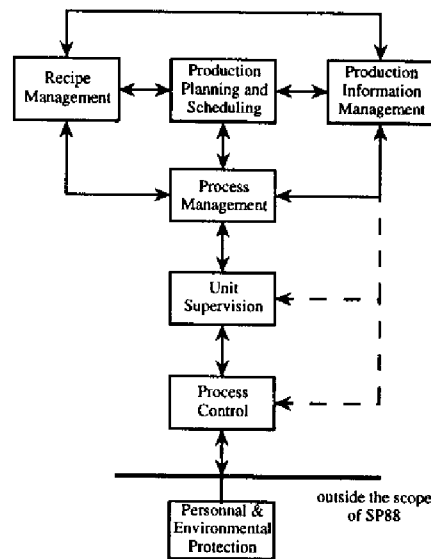 Recipe
Management
Production
Planning and
Scheduling
Production
Information
Management
Process
Management
Unit
Supervision
Process
Control
outside the scope
of SP88
Personnal &
Environmental
Protection